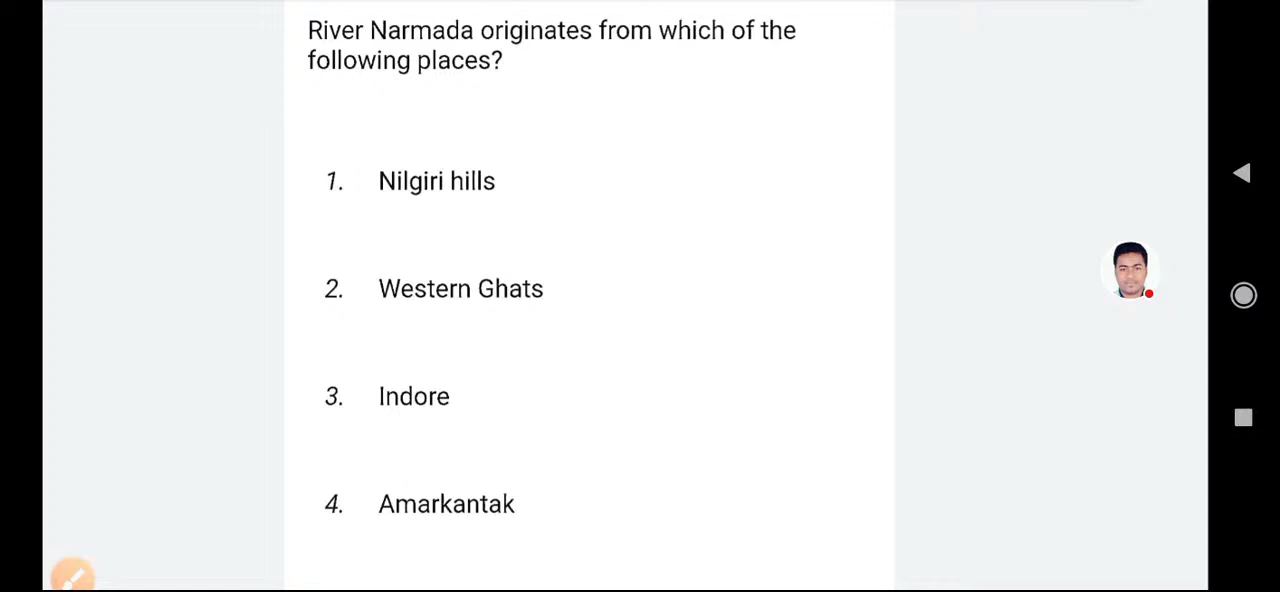 River Narmada originates from which of the
following places?
1. Nilgiri hills
2. Western Ghats
3. Indore
4. Amarkantak